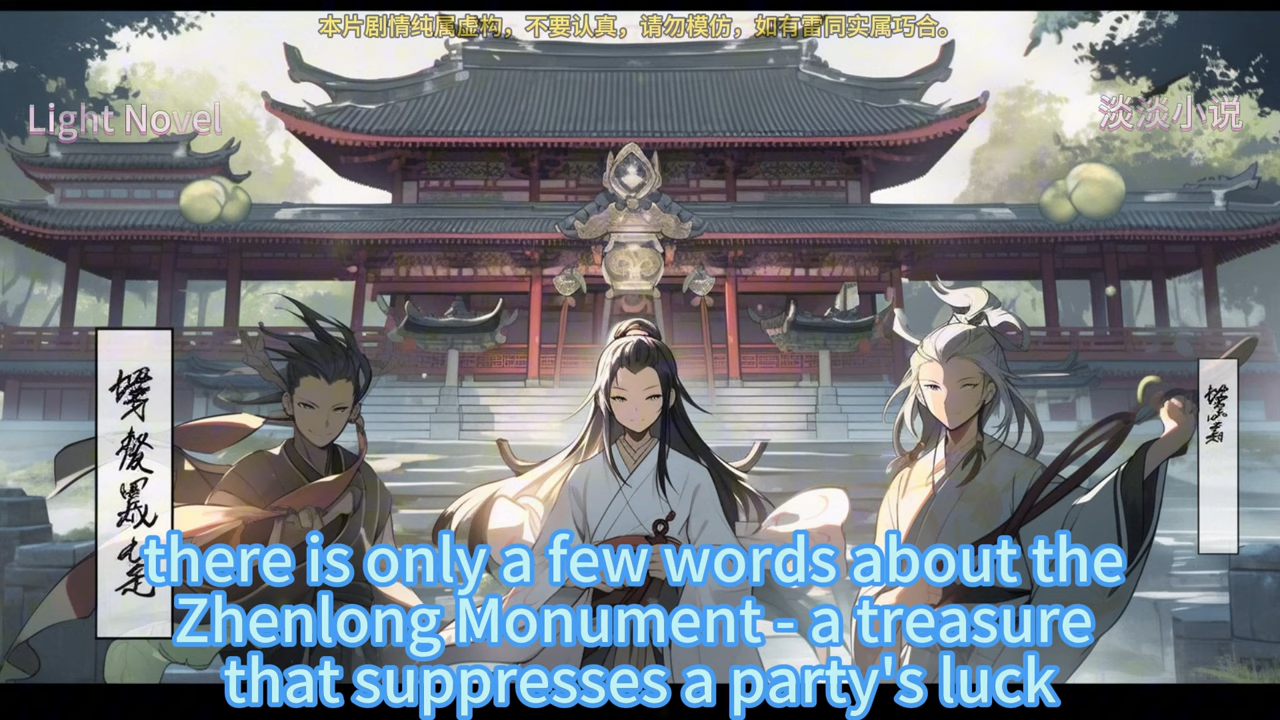 本片剧情纯属虚构，不要认真，请勿模仿，如有雷同实属巧合。
Light Novel
淡淡小说
there is only a few words about the
Zhenlong Monument - a treasure
that suppresses a party's luck